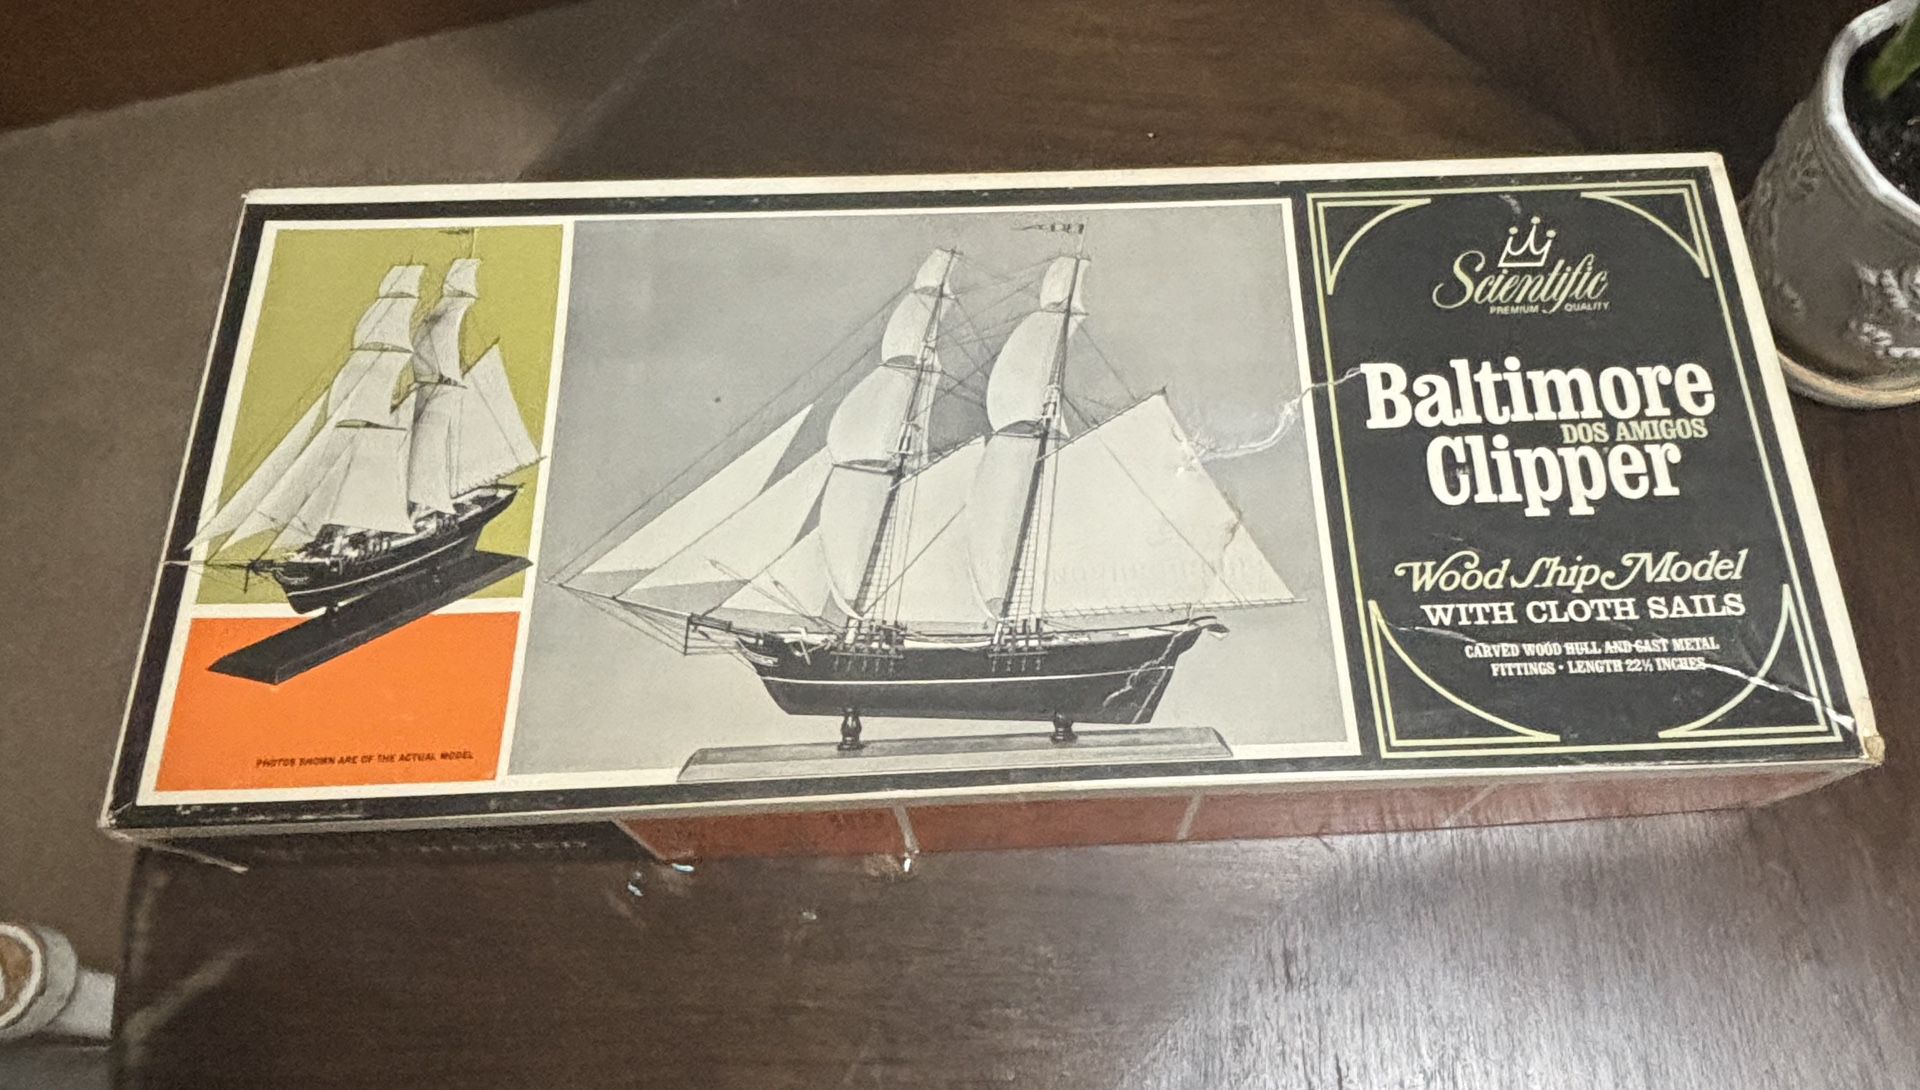 PHOTOS SHOWN ARE OF THE ACTUAL MODEL
Scientific
PREMIUM QUALITY
Baltimore
DOS AMIGOS
Clipper
Wood Ship Model
WITH CLOTH SAILS
CARVED WOOD HULL AND CAST METAL
FITTINGS • LENGTH 22½ INCHES